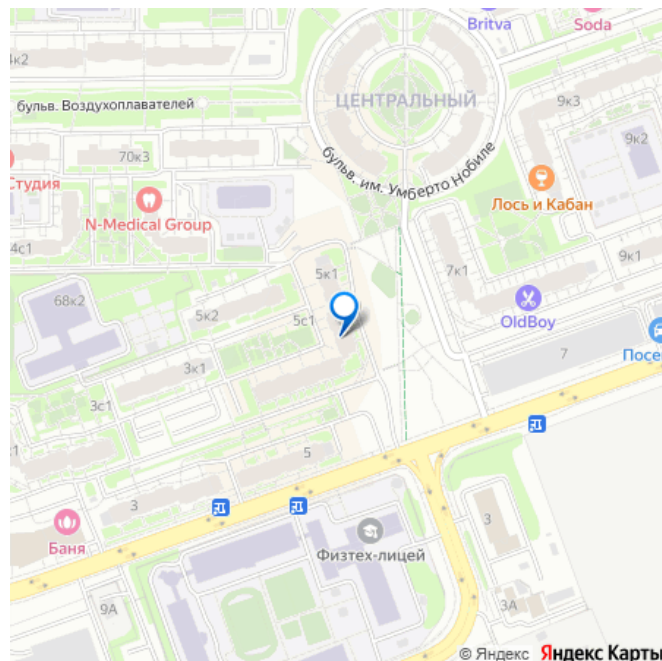 Britva
Soda
4к2
ЦЕНТРАЛЬНЫЙ
9к3
бульв. Воздухоплавателей
9к2
70к3
бульв. им. Умберто Нобиле
Студия
N-Medical Group
Лось и Кабан
4с1
9к1
5к1
7к1
68к2
5к2
5с1
OldBoy
7
Посе
3к1
3с1
к1
5
3
3
Баня
Физтех-лицей
9А
3А
© Яндекс Яндекс Карты